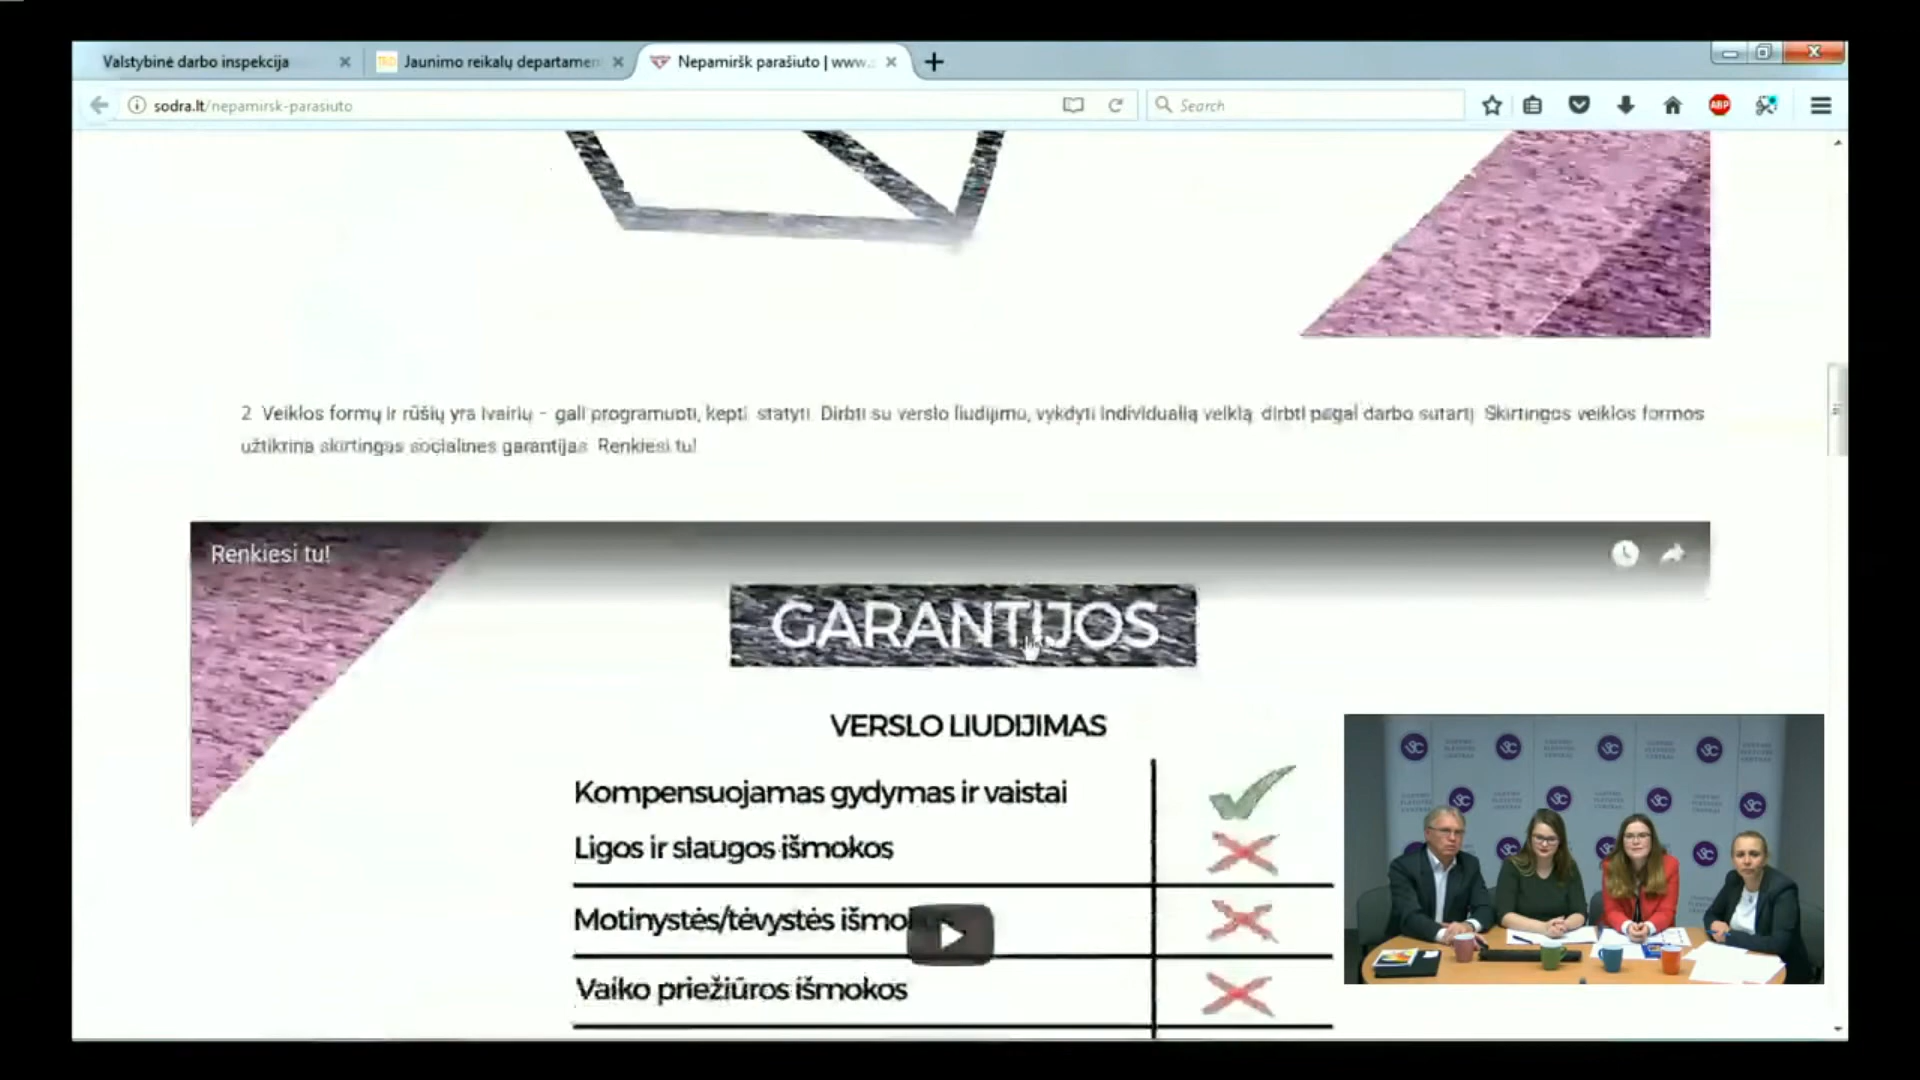 Valstybinė darbo inspekcija
Jaunimo reikalų departamen
Nepamiršk parašiuto | www.
sodra.lt/nepamirsk-parasiuto
Search
ABP
2 Veiklos formų ir rūšių yra įvairių - gali programuoti, kepti statyti Dirbti su verslo liudijimu, vykdyti individualią veiklą dirbti pagal darbo sutartį Skirtingos veiklos formos
užtikrina skirtingas socialines garantijas Renkiesi tu!
Renkiesi tu!
GARANTIJOS
VERSLO LIUDIJIMAS
Kompensuojamas gydymas ir vaistai
Ligos ir slaugos išmokos
Motinystės/tėvystės išmokos
Vaiko priežiūros išmokos